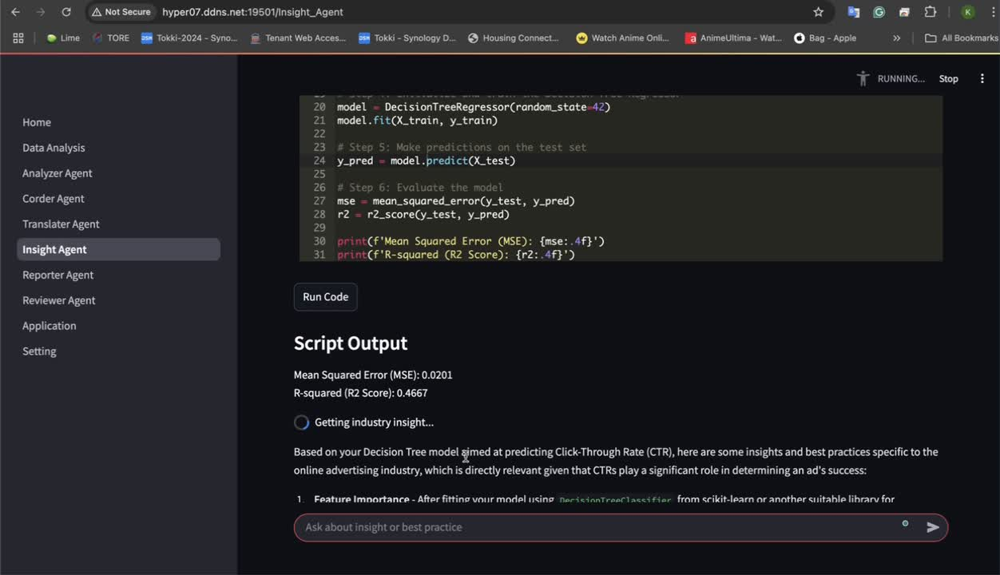 Not Secure hyper07.ddns.net:19501/Insight_Agent K
Lime TORE Tokki-2024 - Syno... Tenant Web Acces... Tokki - Synology D... Housing Connect... Watch Anime Onli... AnimeUltima - Wat... Bag - Apple » All Bookmarks
RUNNING... Stop
Home
Data Analysis
Analyzer Agent
Corder Agent
Translater Agent
Insight Agent
Reporter Agent
Reviewer Agent
Application
Setting
20 model = DecisionTreeRegressor(random_state=42)
21 model.fit(X_train, y_train)
22
23 # Step 5: Make predictions on the test set
24 y_pred = model.predict(X_test)
25
26 # Step 6: Evaluate the model
27 mse = mean_squared_error(y_test, y_pred)
28 r2 = r2_score(y_test, y_pred)
29
30 print(f'Mean Squared Error (MSE): {mse:.4f}')
31 print(f'R-squared (R2 Score): {r2:.4f}')
Run Code
Script Output
Mean Squared Error (MSE): 0.0201
R-squared (R2 Score): 0.4667
Getting industry insight...
Based on your Decision Tree model aimed at predicting Click-Through Rate (CTR), here are some insights and best practices specific to the
online advertising industry, which is directly relevant given that CTRs play a significant role in determining an ad's success:
1. Feature Importance - After fitting your model using DecisionTreeClassifier from scikit-learn or another suitable library for
Ask about insight or best practice